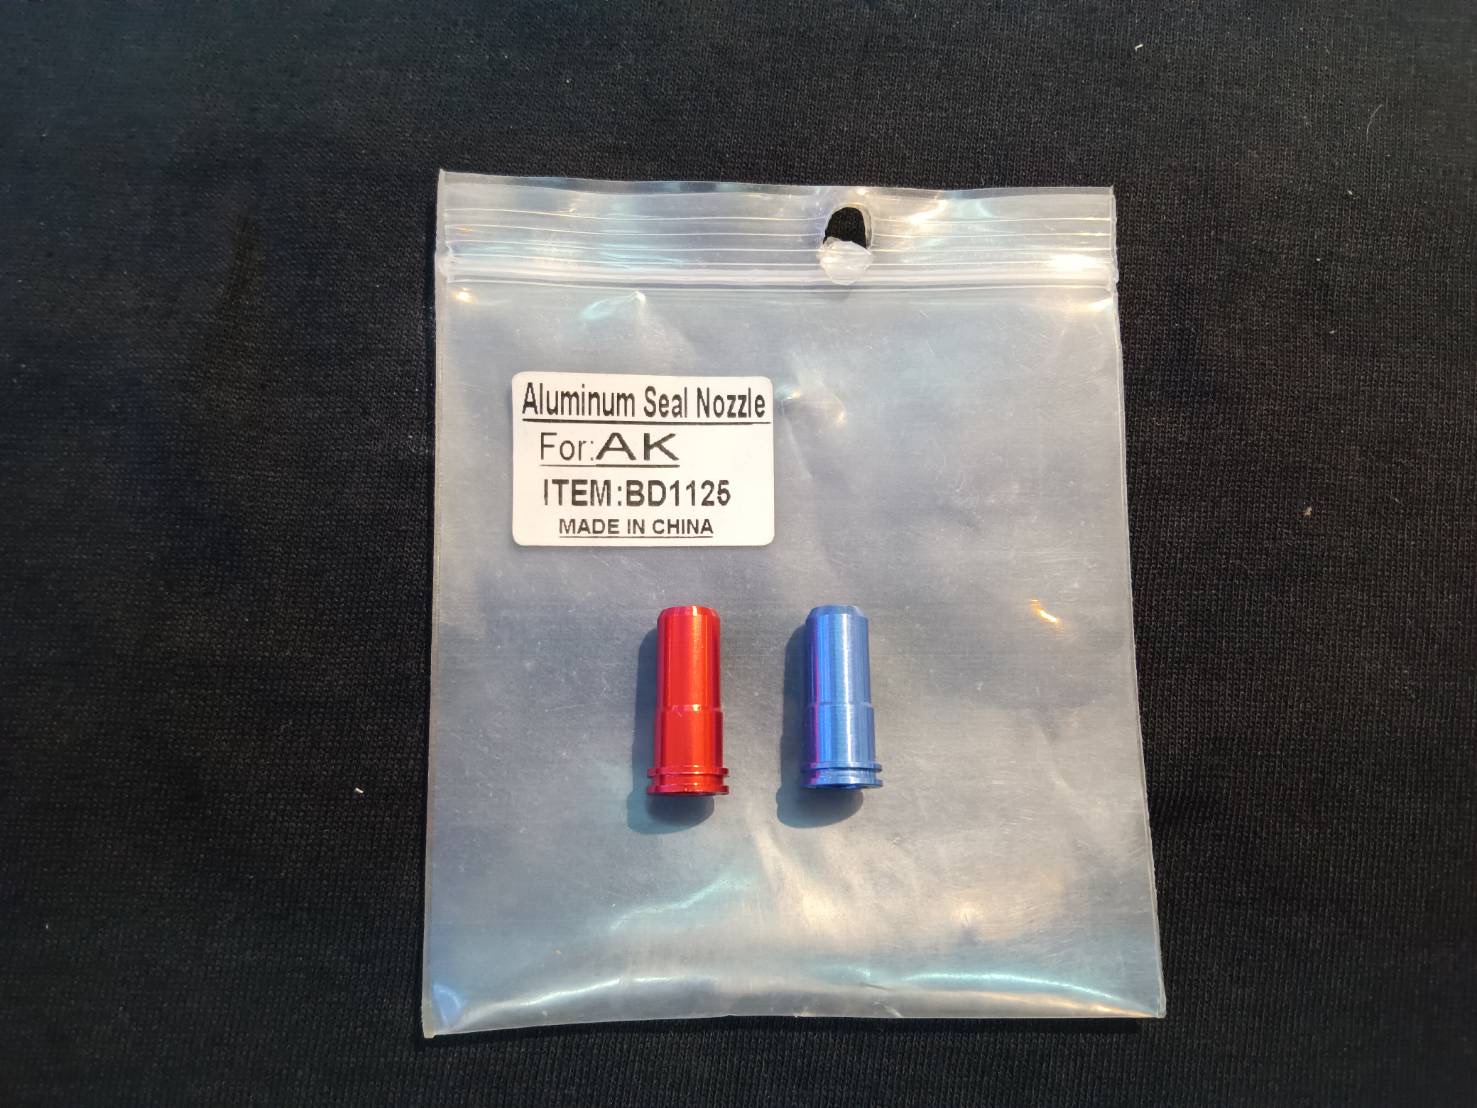 Aluminum Seal Nozzle
For:AK
ITEM:BD1125
MADE IN CHINA